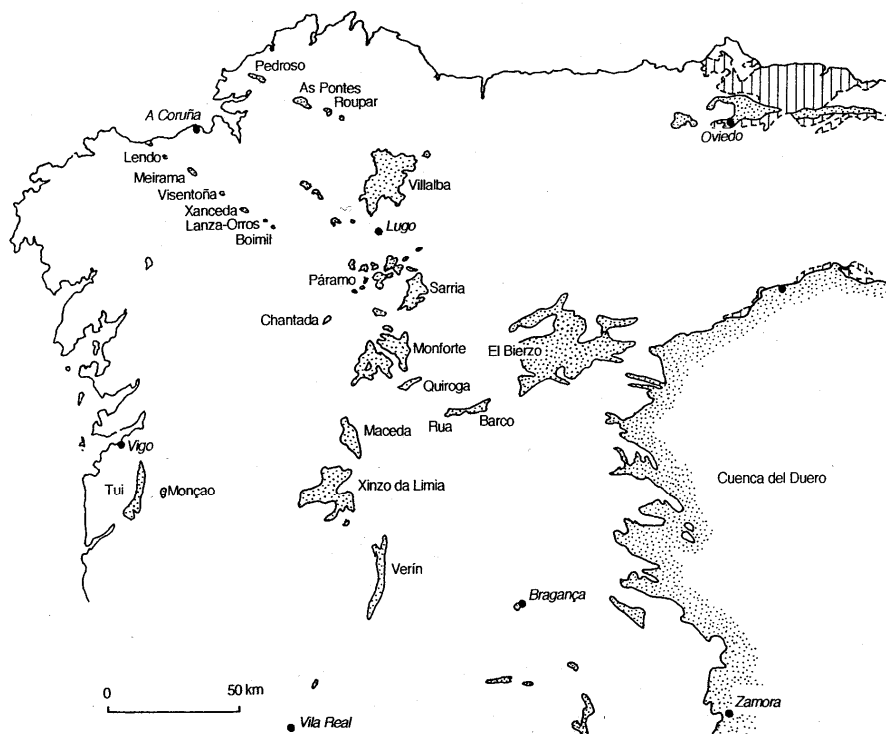 Pedroso
As Pontes
Roupar
A Coruña
Oviedo
Lendo
Meirama
Villalba
Visentoña
Xanceda
Lanza-Orros
Lugo
Boimil
Páramo
Sarria
Chantada
Monforte
El Bierzo
Quiroga
Rua
Barco
Maceda
Vigo
Cuenca del Duero
Xinzo da Limia
Tui
Monçao
Verín
Bragança
0
50 km
Zamora
Vila Real